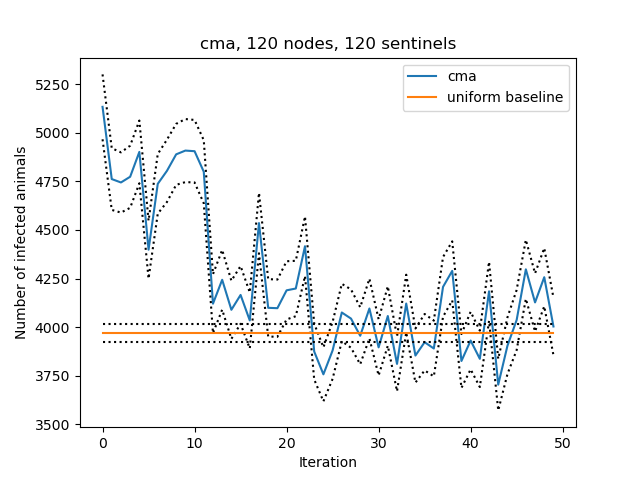 cma, 120 nodes, 120 sentinels
cma
uniform baseline
Number of infected animals
5250
5000
4750
4500
4250
4000
3750
3500
0 10 20 30 40 50
Iteration